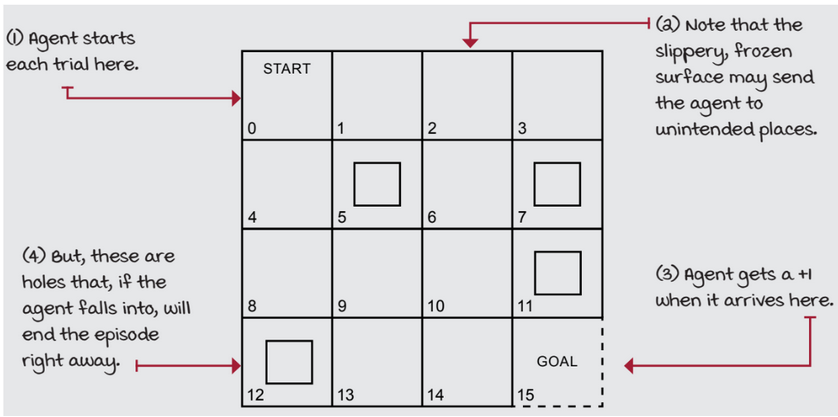 (1) Agent starts
each trial here.
(2) Note that the
slippery, frozen
surface may send
the agent to
unintended places.
START
0
1
2
3
4
5
6
7
(4) But, these are
holes that, if the
agent falls into, will
end the episode
right away.
8
9
10
11
(3) Agent gets a +1
when it arrives here.
GOAL
12
13
14
15